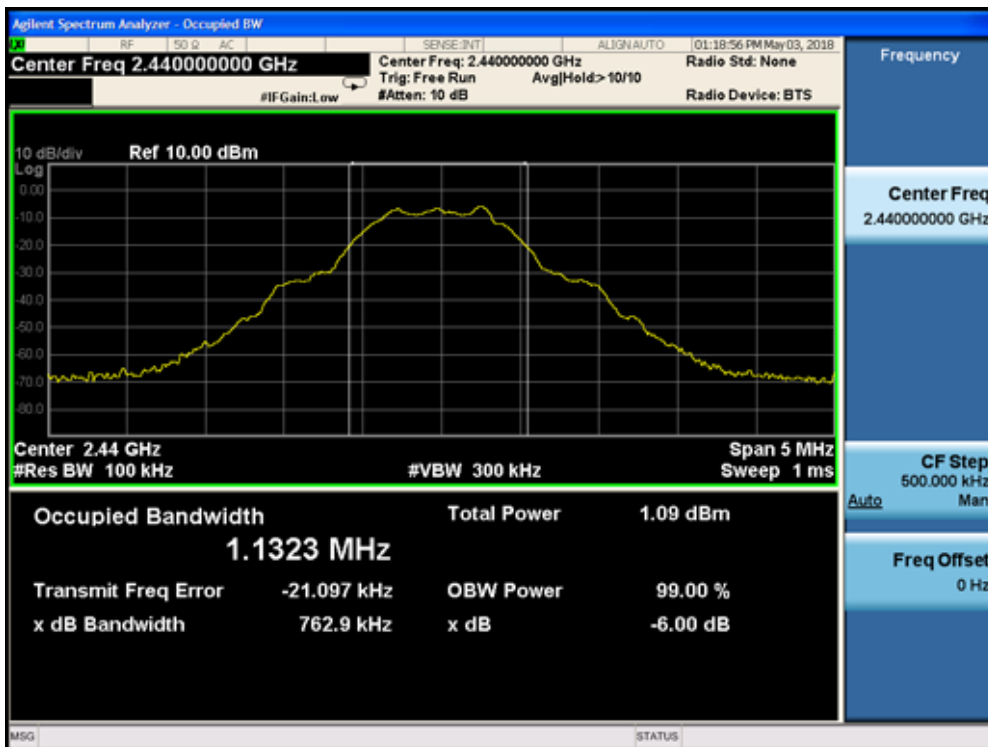 Agilent Spectrum Analyzer - Occupied BW
RF 50 Ω AC SENSE:INT ALIGN AUTO 01:18:56 PM May 03, 2018
Center Freq 2.440000000 GHz
Center Freq: 2.440000000 GHz Radio Std: None
Trig: Free Run Avg|Hold:>10/10
#IFGain:Low #Atten: 10 dB Radio Device: BTS
Frequency
10 dB/div Ref 10.00 dBm
Log
0.00
-10.0
-20.0
-30.0
-40.0
-50.0
-60.0
-70.0
-80.0
Center 2.44 GHz Span 5 MHz
#Res BW 100 kHz #VBW 300 kHz Sweep 1 ms
Occupied Bandwidth Total Power 1.09 dBm
1.1323 MHz
Transmit Freq Error -21.097 kHz OBW Power 99.00 %
x dB Bandwidth 762.9 kHz x dB -6.00 dB
Center Freq
2.440000000 GHz
CF Step
500.000 kHz
Auto Man
Freq Offset
0 Hz
MSG STATUS